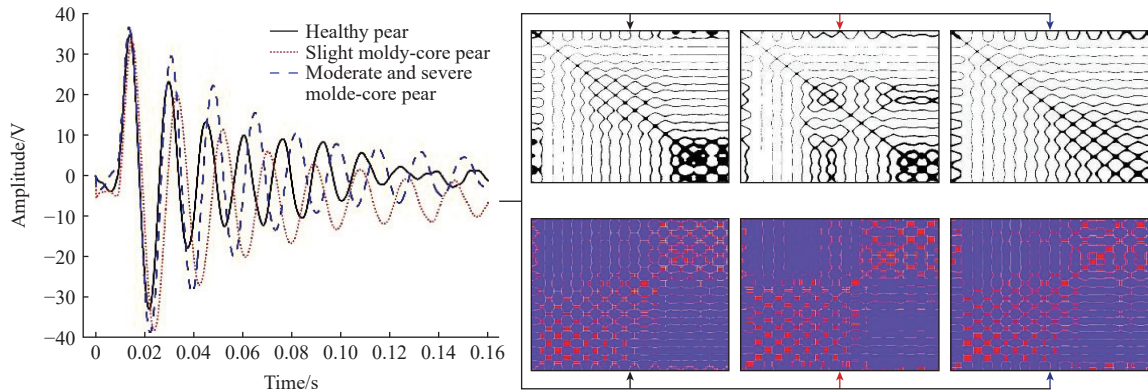 40
30
20
10
0
−10
−20
−30
−40
Amplitude/V
Healthy pear
Slight moldy-core pear
Moderate and severe
molde-core pear
0 0.02 0.04 0.06 0.08 0.10 0.12 0.14 0.16
Time/s